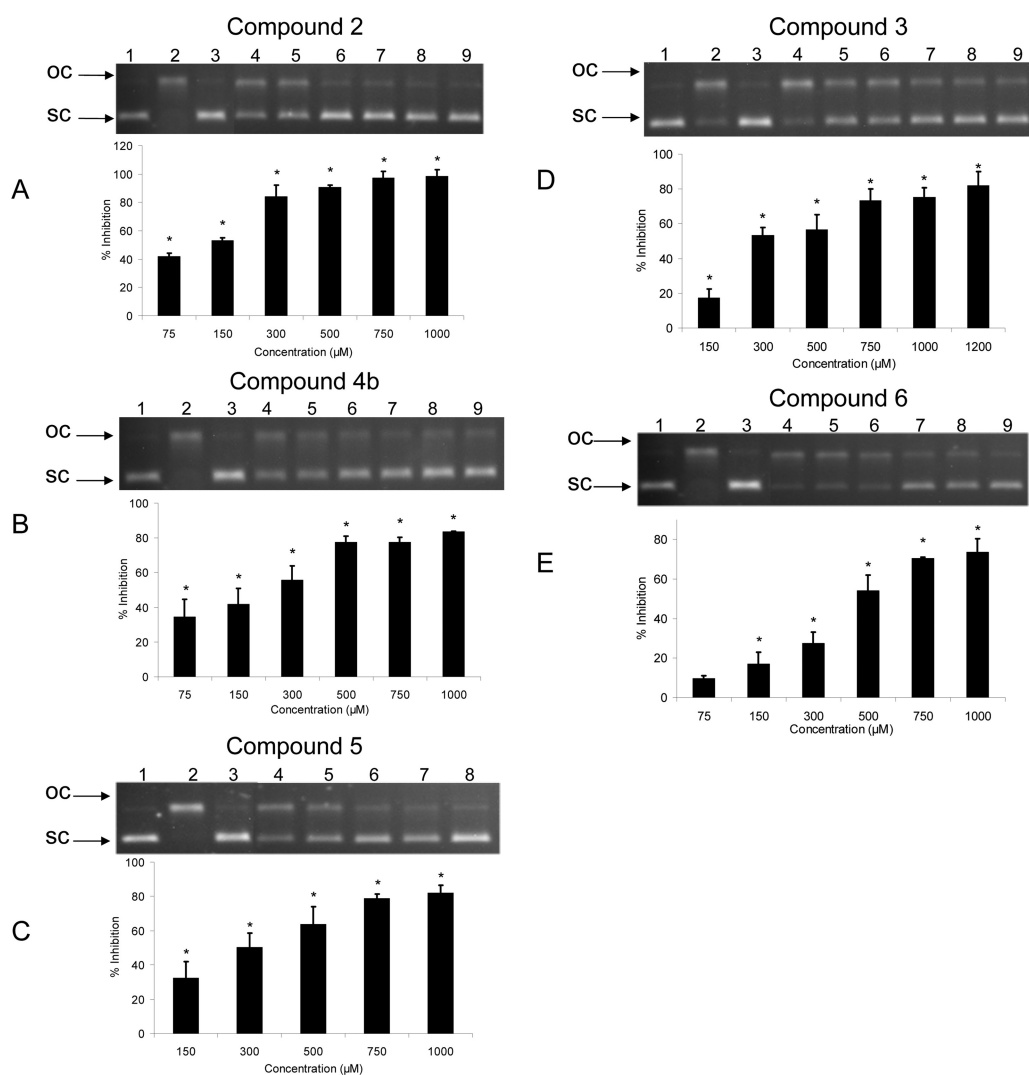 Compound 2
1 2 3 4 5 6 7 8 9
OC
SC
A
120
100
80
60
40
20
0
% Inhibition
* * * * * *
75 150 300 500 750 1000
Concentration (µM)
Compound 4b
1 2 3 4 5 6 7 8 9
OC
SC
B
100
80
60
40
20
0
% Inhibition
* * * * * *
75 150 300 500 750 1000
Concentration (µM)
Compound 5
1 2 3 4 5 6 7 8
OC
SC
C
100
80
60
40
20
0
% Inhibition
* * * * *
150 300 500 750 1000
Concentration (µM)
Compound 3
1 2 3 4 5 6 7 8 9
OC
SC
D
100
80
60
40
20
0
% Inhibition
* * * * * *
150 300 500 750 1000 1200
Concentration (µM)
Compound 6
1 2 3 4 5 6 7 8 9
OC
SC
E
80
60
40
20
0
% Inhibition
* * * * *
75 150 300 500 750 1000
Concentration (µM)